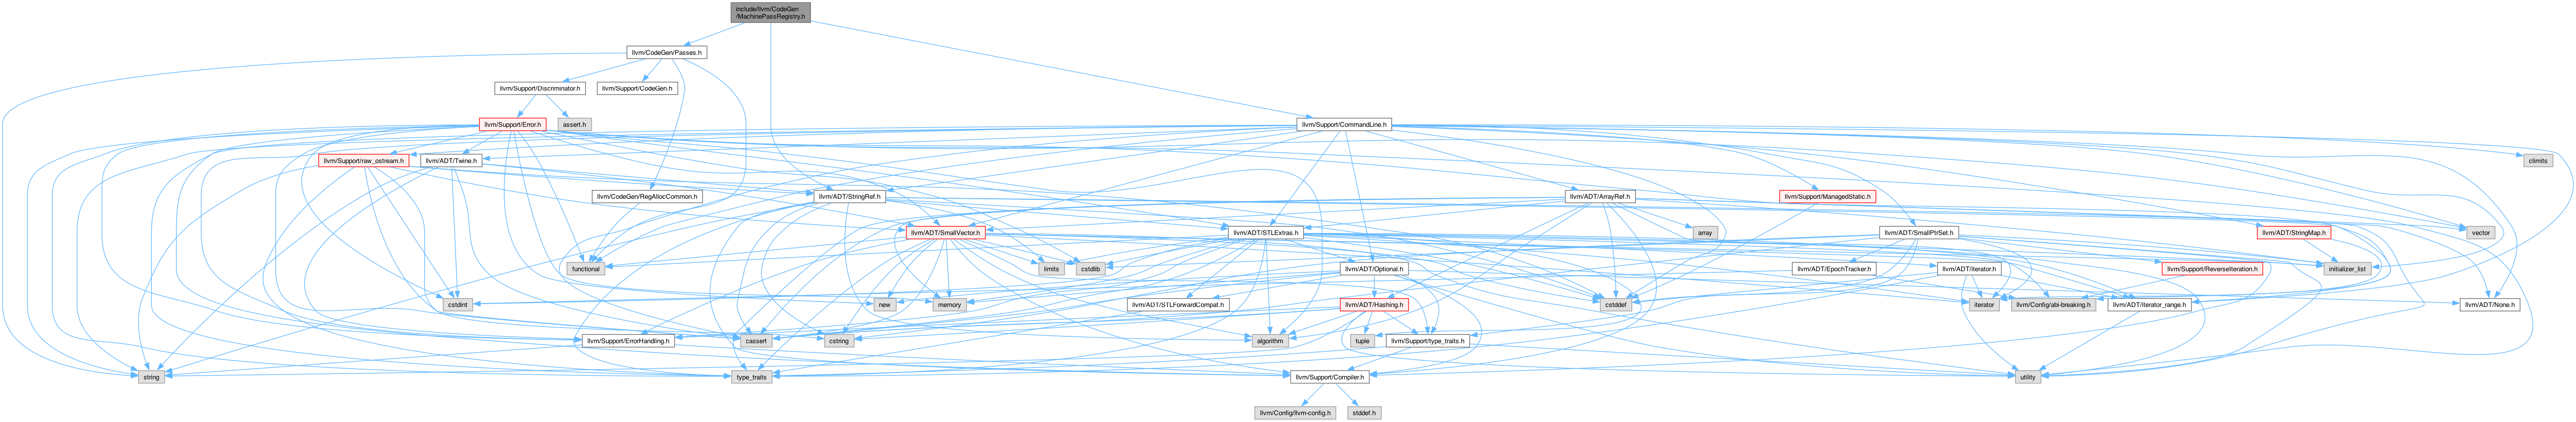 include/llvm/CodeGen
/MachinePassRegistry.h
llvm/CodeGen/Passes.h
llvm/Support/Discriminator.h
llvm/Support/CodeGen.h
llvm/Support/Error.h
assert.h
llvm/Support/CommandLine.h
llvm/Support/raw_ostream.h
llvm/ADT/Twine.h
climits
llvm/CodeGen/RegAllocCommon.h
llvm/ADT/StringRef.h
llvm/ADT/ArrayRef.h
llvm/Support/ManagedStatic.h
llvm/ADT/SmallVector.h
llvm/ADT/STLExtras.h
array
llvm/ADT/SmallPtrSet.h
llvm/ADT/StringMap.h
vector
functional
limits
cstdlib
llvm/ADT/Optional.h
llvm/ADT/EpochTracker.h
llvm/ADT/iterator.h
llvm/Support/ReverseIteration.h
initializer_list
cstdint
new
memory
llvm/ADT/STLForwardCompat.h
llvm/ADT/Hashing.h
cstddef
iterator
llvm/Config/abi-breaking.h
llvm/ADT/iterator_range.h
llvm/ADT/None.h
llvm/Support/ErrorHandling.h
cassert
cstring
algorithm
tuple
llvm/Support/type_traits.h
string
type_traits
llvm/Support/Compiler.h
utility
llvm/Config/llvm-config.h
stddef.h